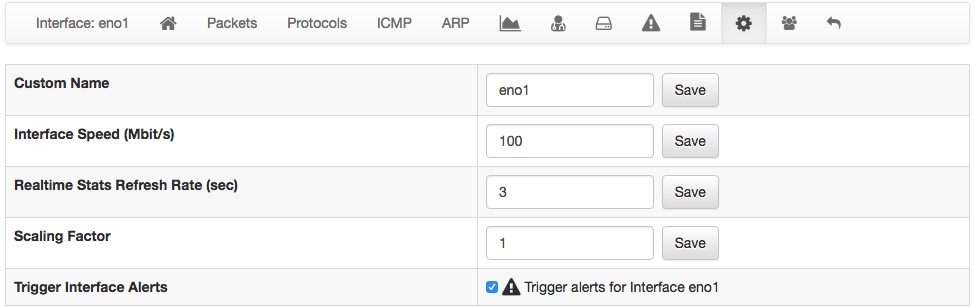 Interface: eno1 Packets Protocols ICMP ARP
Custom Name eno1 Save
Interface Speed (Mbit/s) 100 Save
Realtime Stats Refresh Rate (sec) 3 Save
Scaling Factor 1 Save
Trigger Interface Alerts Trigger alerts for Interface eno1